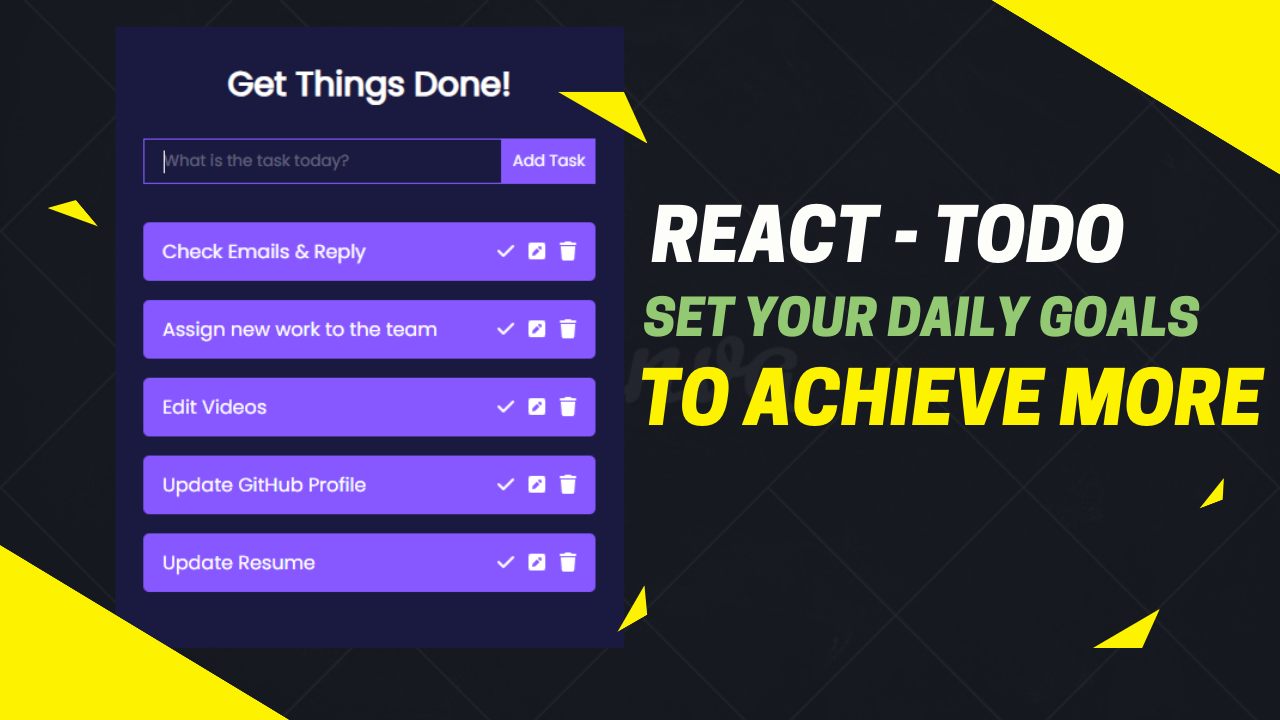 Get Things Done!
What is the task today?
Add Task
Check Emails & Reply
Assign new work to the team
Edit Videos
Update GitHub Profile
Update Resume
REACT - TODO
SET YOUR DAILY GOALS
TO ACHIEVE MORE